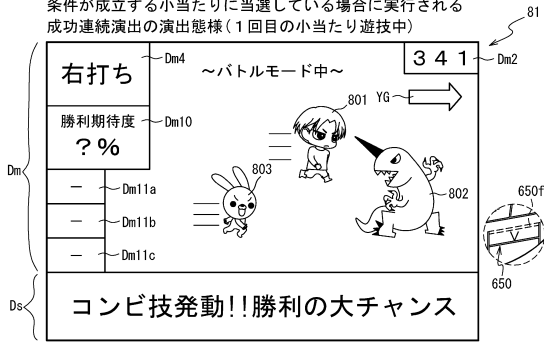 条件が成立する小当たりに当選している場合に実行される
成功連続演出の演出態様(1回目の小当たり遊技中)
81
右打ち
Dm4
～バトルモード中～
341
Dm2
YG
801
勝利期待度
Dm10
?%
Dm
803
－
Dm11a
802
650f
－
Dm11b
－
Dm11c
650
Ds
コンビ技発動!!勝利の大チャンス